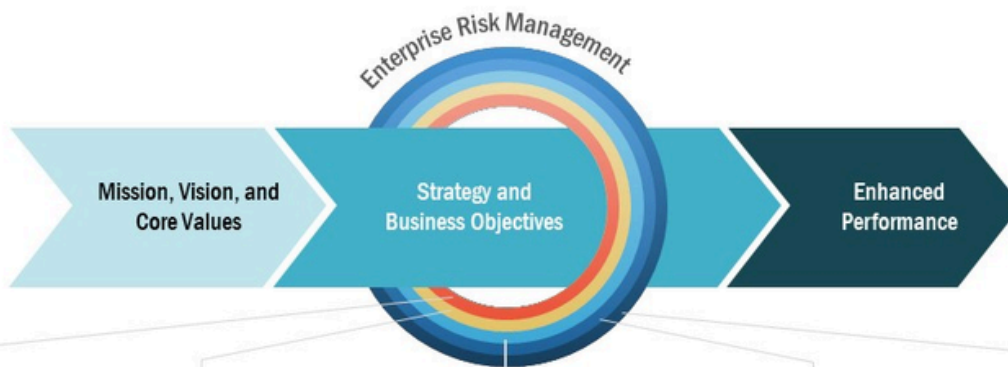 Enterprise Risk Management
Mission, Vision, and
Core Values
Strategy and
Business Objectives
Enhanced
Performance